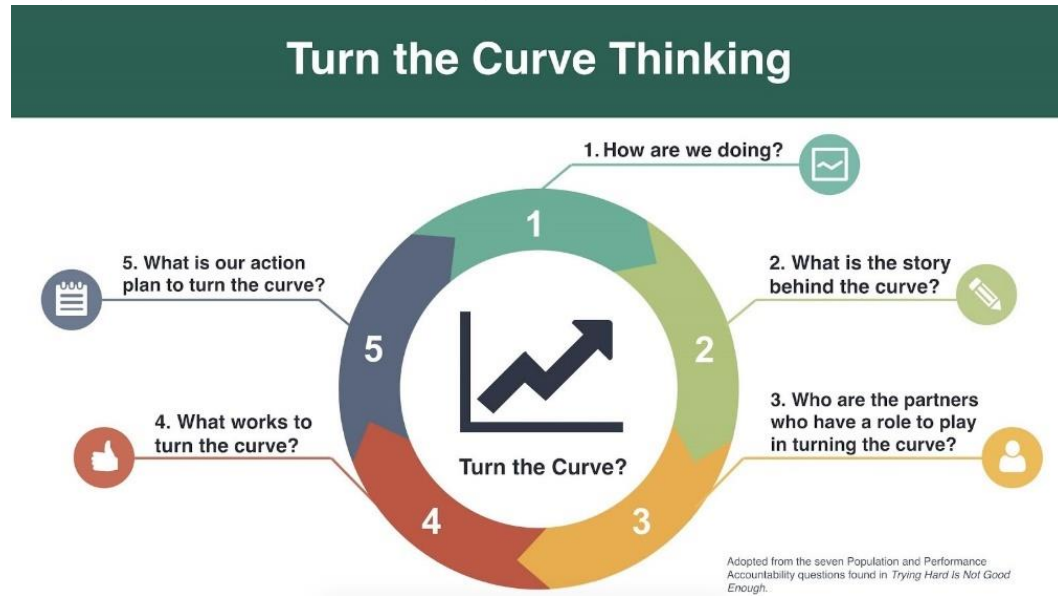 Turn the Curve Thinking
1. How are we doing?
1
2. What is the story
behind the curve?
2
3. Who are the partners
who have a role to play
in turning the curve?
3
4. What works to
turn the curve?
4
5. What is our action
plan to turn the curve?
5
Turn the Curve?
Adopted from the seven Population and Performance
Accountability questions found in Trying Hard Is Not Good
Enough.